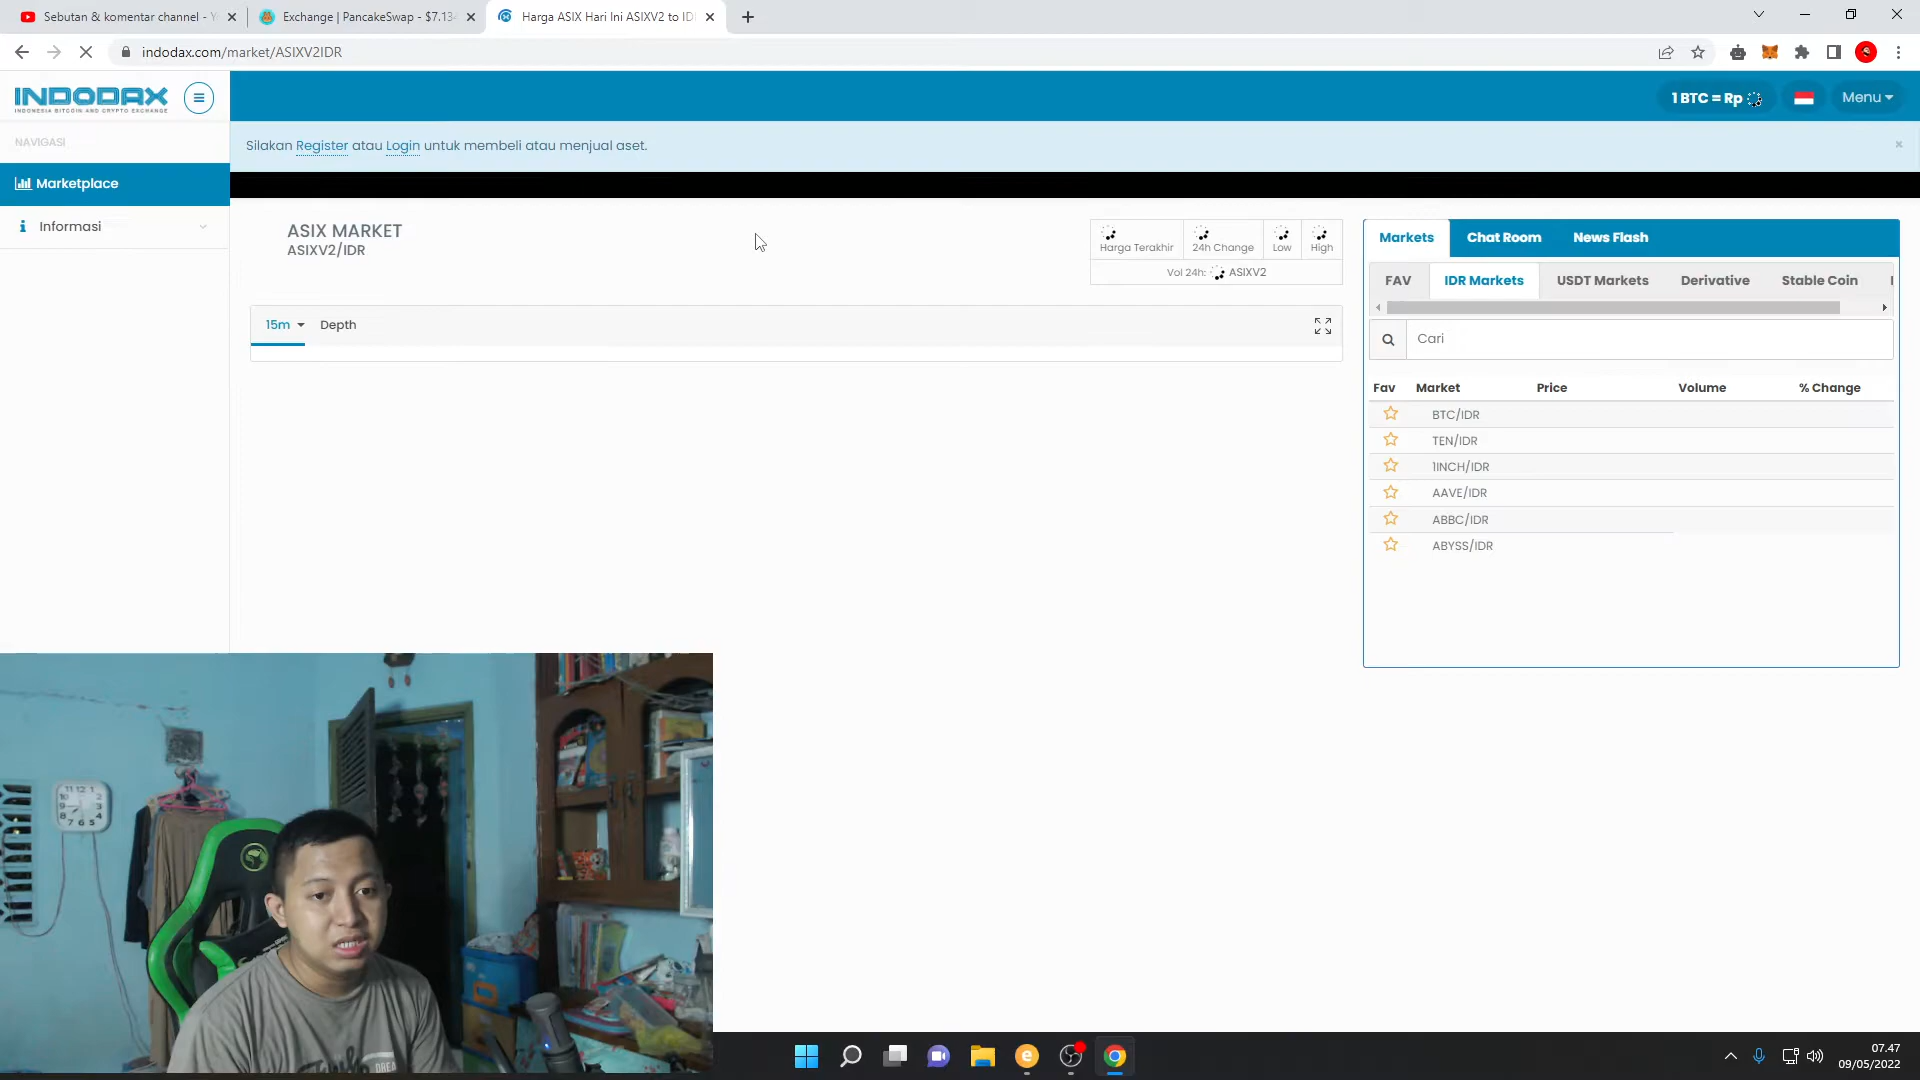 Sebutan & komentar channel - Y
Exchange | PancakeSwap - $7.13
Harga ASIX Hari Ini ASIXV2 to ID
indodax.com/market/ASIXV2IDR
INDODAX
INDONESIA BITCOIN AND CRYPTO EXCHANGE
1 BTC = Rp
Menu
NAVIGASI
Silakan Register atau Login untuk membeli atau menjual aset.
×
Marketplace
Informasi
ASIX MARKET
ASIXV2/IDR
Harga Terakhir
24h Change
Low
High
Vol 24h: ASIXV2
15m
Depth
Markets
Chat Room
News Flash
FAV
IDR Markets
USDT Markets
Derivative
Stable Coin
Cari
Fav Market Price Volume % Change
BTC/IDR
TEN/IDR
1INCH/IDR
AAVE/IDR
ABBC/IDR
ABYSS/IDR
07.47
09/05/2022